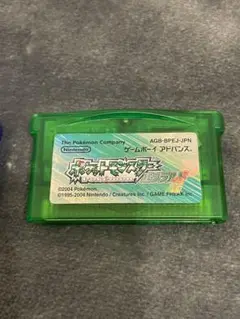 The Pokémon Company
AGB-BPEJ-JPN
Nintendo
ゲームボーイアドバンス
ポケットモンスター
エメラルド
©2004 Pokémon.
©1995-2004 Nintendo / Creatures inc. / GAME FREAK inc.